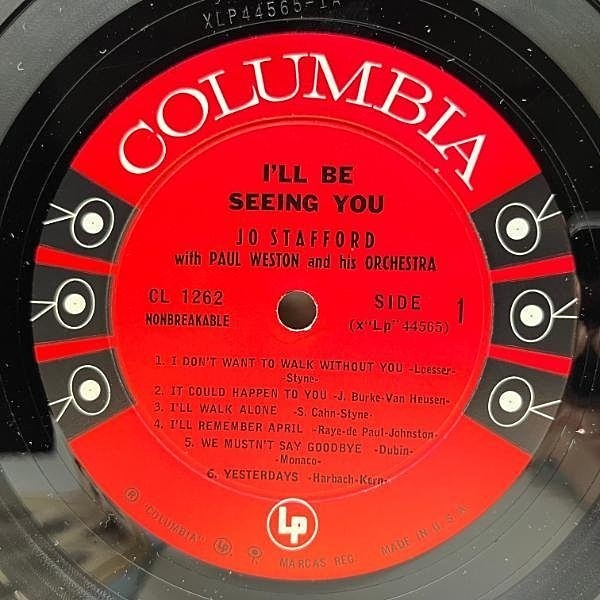 XLP44565-1A
COLUMBIA
I'LL BE
SEEING YOU
JO STAFFORD
with PAUL WESTON and his ORCHESTRA
CL 1262
NONBREAKABLE
SIDE 1
(x"Lp" 44565)
1. I DON'T WANT TO WALK WITHOUT YOU -Loesser-
-Styne-
2. IT COULD HAPPEN TO YOU -J. Burke-Van Heusen-
3. I'LL WALK ALONE -S. Cahn-Styne-
4. I'LL REMEMBER APRIL -Raye-de Paul-Johnston-
5. WE MUSTN'T SAY GOODBYE -Dubin-
-Monaco-
6. YESTERDAYS -Harbach-Kern-
Lp
® "COLUMBIA" Lp MARCAS REG. MADE IN U.S.A.